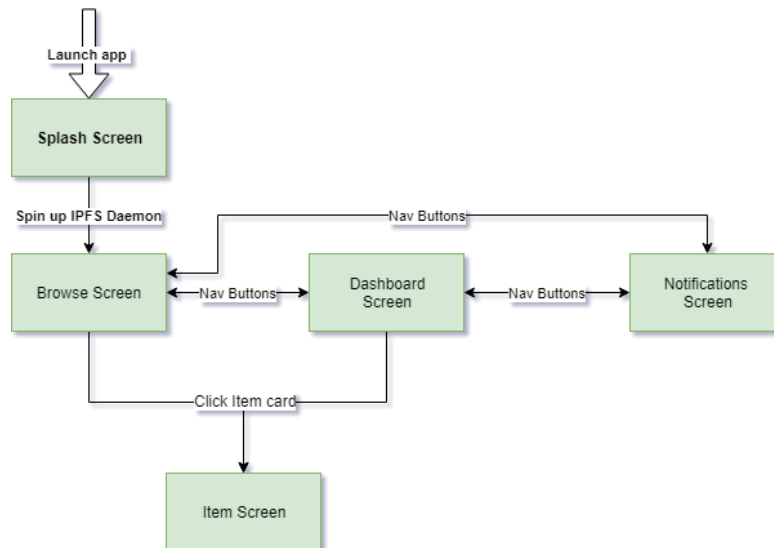 Launch app
Splash Screen
Spin up IPFS Daemon
Nav Buttons
Browse Screen
Nav Buttons
Dashboard
Screen
Nav Buttons
Notifications
Screen
Click Item card
Item Screen